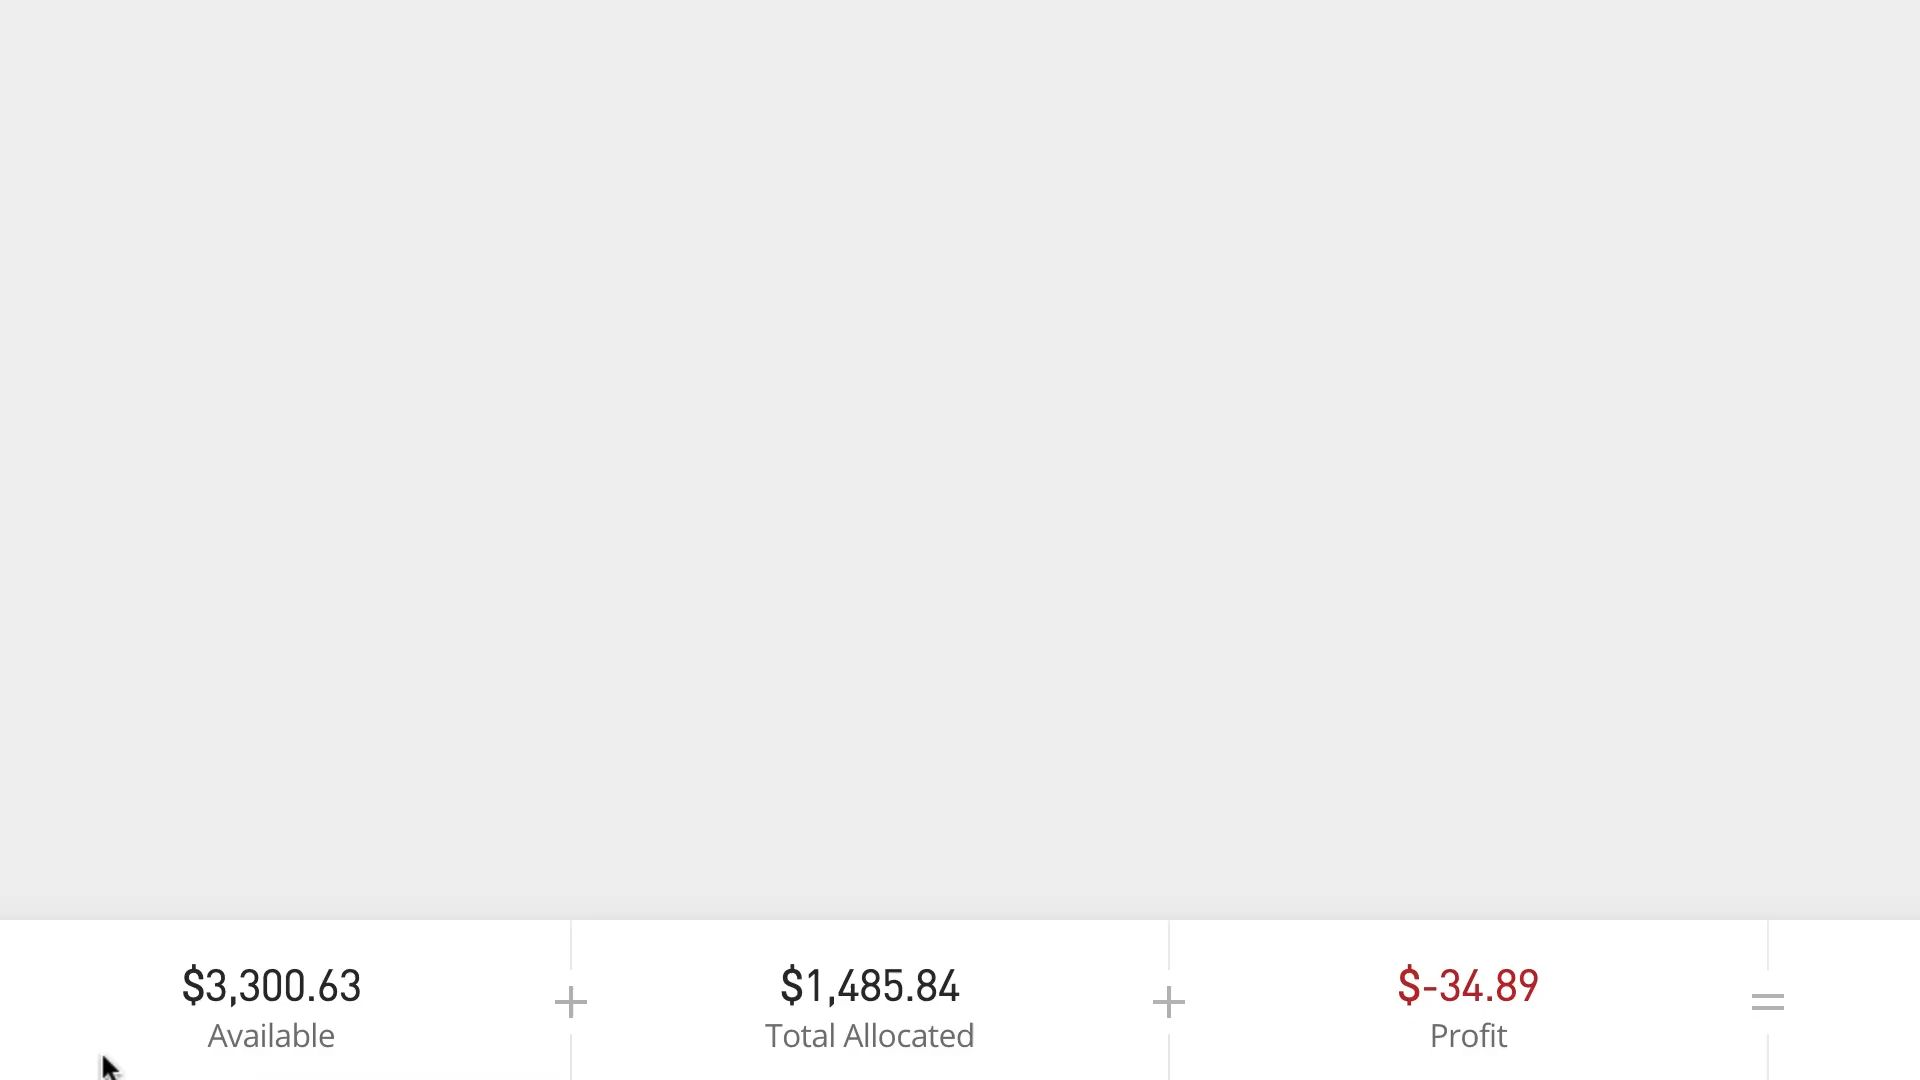 $3,300.63 + $1,485.84 + $-34.89 =
Available Total Allocated Profit